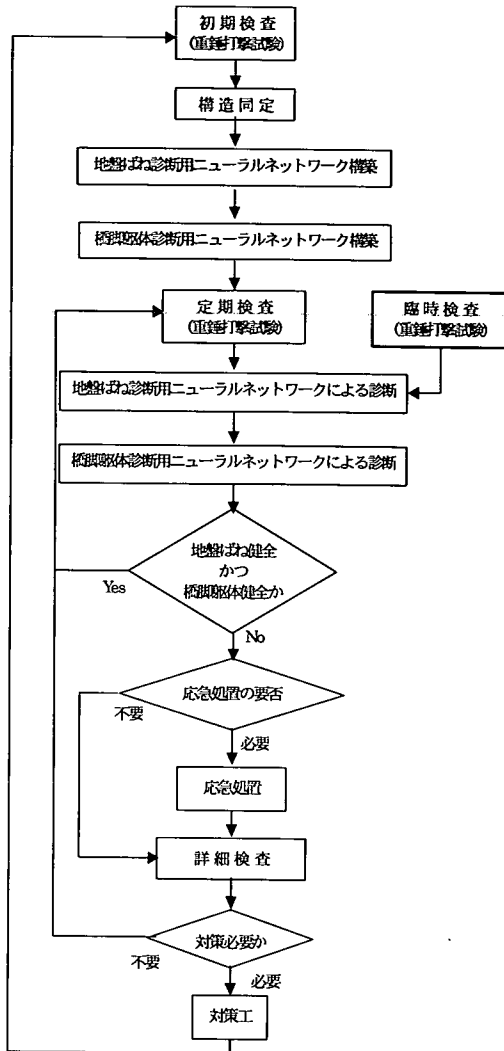 初期検査
(重錘打撃試験)
構造同定
地盤ばね診断用ニューラルネットワーク構築
橋脚躯体診断用ニューラルネットワーク構築
定期検査
(重錘打撃試験)
臨時検査
(重錘打撃試験)
地盤ばね診断用ニューラルネットワークによる診断
橋脚躯体診断用ニューラルネットワークによる診断
地盤ばね健全
かつ
橋脚躯体健全か
Yes
No
応急処置の要否
不要
必要
応急処置
詳細検査
対策必要か
不要
必要
対策工